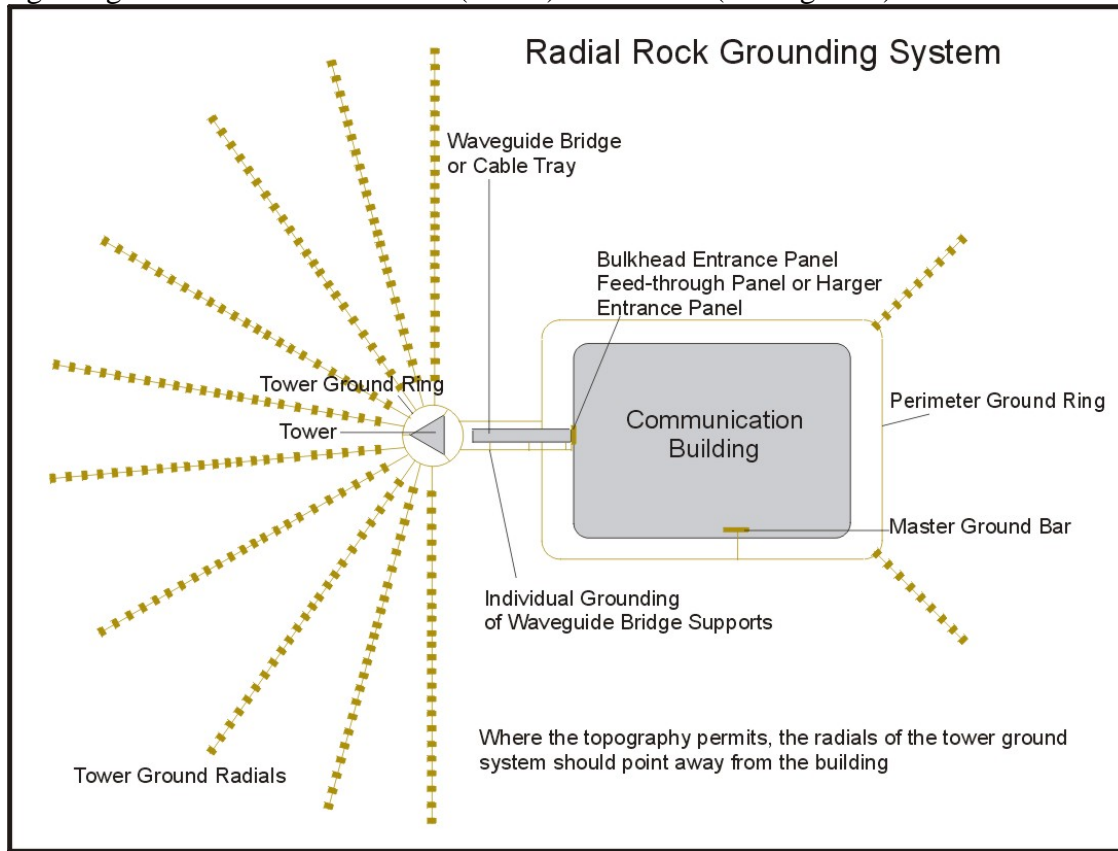 Radial Rock Grounding System
Waveguide Bridge
or Cable Tray
Bulkhead Entrance Panel
Feed-through Panel or Harger
Entrance Panel
Tower Ground Ring
Tower
Communication
Building
Perimeter Ground Ring
Master Ground Bar
Individual Grounding
of Waveguide Bridge Supports
Where the topography permits, the radials of the tower ground
system should point away from the building
Tower Ground Radials